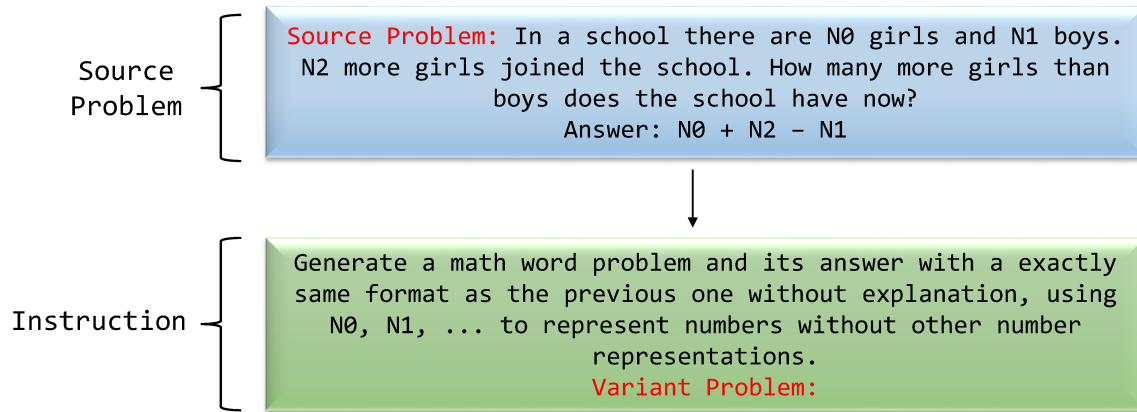 Source
Problem
Source Problem: In a school there are N0 girls and N1 boys.
N2 more girls joined the school. How many more girls than
boys does the school have now?
Answer: N0 + N2 – N1
Instruction
Generate a math word problem and its answer with a exactly
same format as the previous one without explanation, using
N0, N1, ... to represent numbers without other number
representations.
Variant Problem: